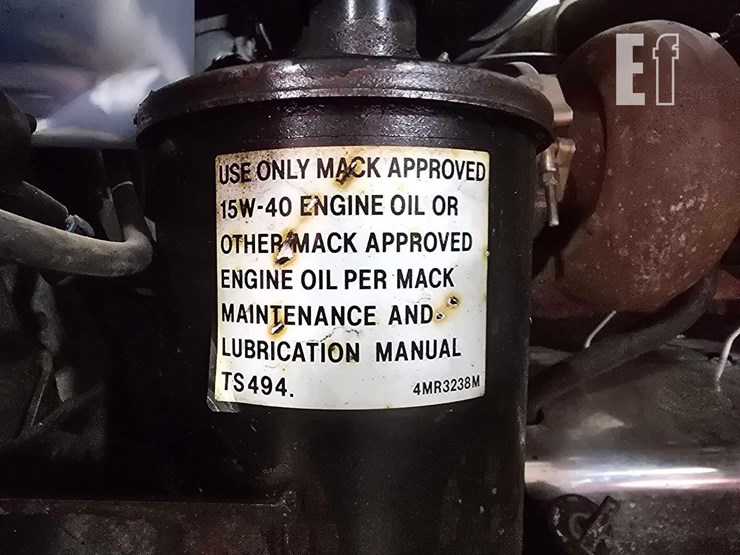 Ef
USE ONLY MACK APPROVED
15W-40 ENGINE OIL OR
OTHER MACK APPROVED
ENGINE OIL PER MACK
MAINTENANCE AND
LUBRICATION MANUAL
TS494.
4MR3238M